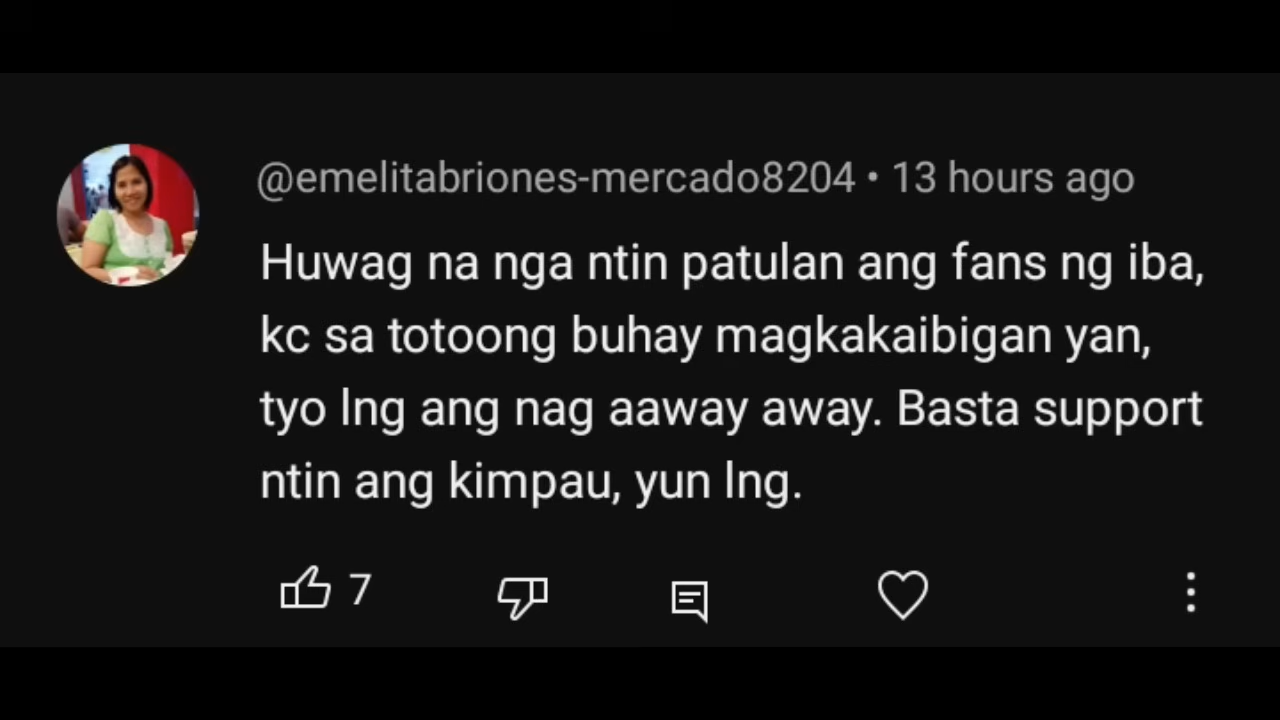 @emelitabriones-mercado8204 • 13 hours ago
Huwag na nga ntin patulan ang fans ng iba,
kc sa totoong buhay magkakaibigan yan,
tyo lng ang nag aaway away. Basta support
ntin ang kimpau, yun lng.
7